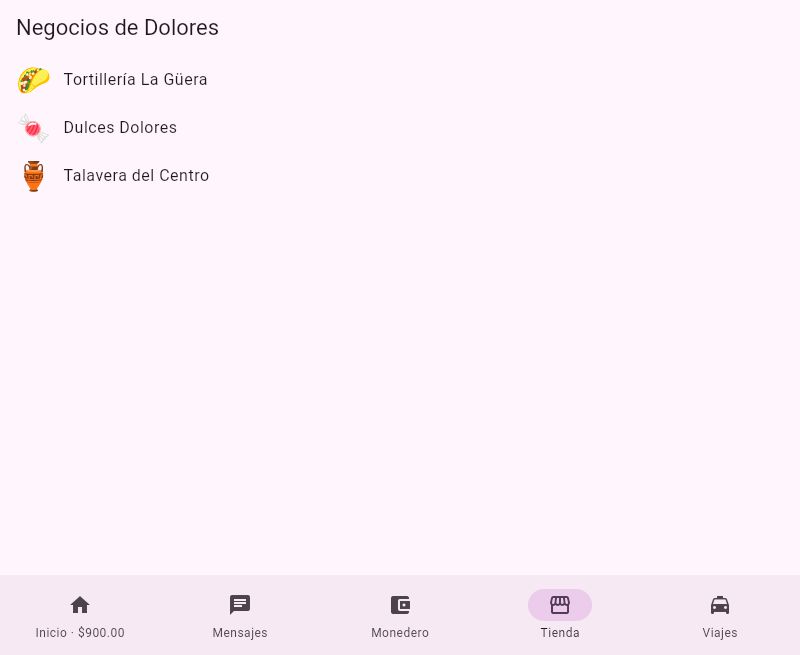 Negocios de Dolores
Tortillería La Güera
Dulces Dolores
Talavera del Centro
Inicio · $900.00
Mensajes
Monedero
Tienda
Viajes